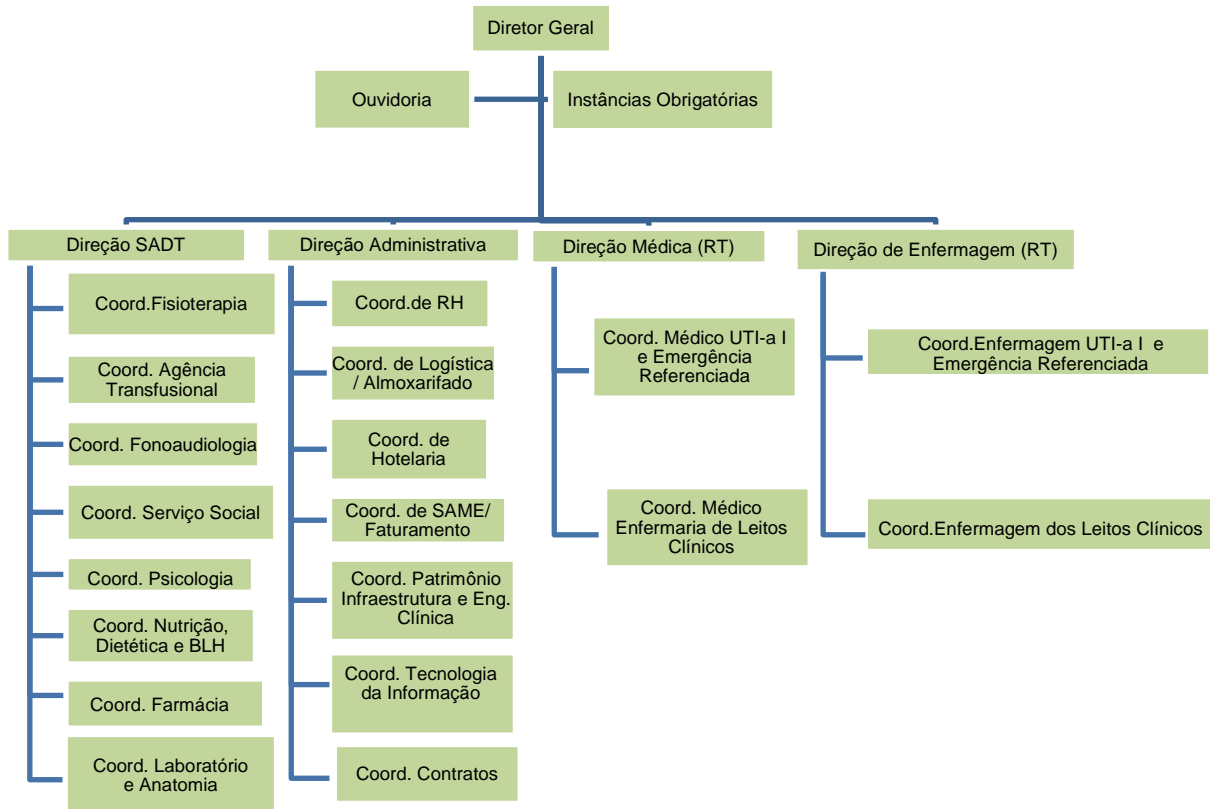 Diretor Geral
Ouvidoria
Instâncias Obrigatórias
Direção SADT
Coord.Fisioterapia
Coord. Agência
Transfusional
Coord. Fonoaudiologia
Coord. Serviço Social
Coord. Psicologia
Coord. Nutrição,
Dietética e BLH
Coord. Farmácia
Coord. Laboratório
e Anatomia
Direção Administrativa
Coord.de RH
Coord. de Logística
/ Almoxarifado
Coord. de
Hotelaria
Coord. de SAME/
Faturamento
Coord. Patrimônio
Infraestrutura e Eng.
Clínica
Coord. Tecnologia
da Informação
Coord. Contratos
Direção Médica (RT)
Coord. Médico UTI-a I
e Emergência
Referenciada
Coord. Médico
Enfermaria de Leitos
Clínicos
Direção de Enfermagem (RT)
Coord.Enfermagem UTI-a I e
Emergência Referenciada
Coord.Enfermagem dos Leitos Clínicos